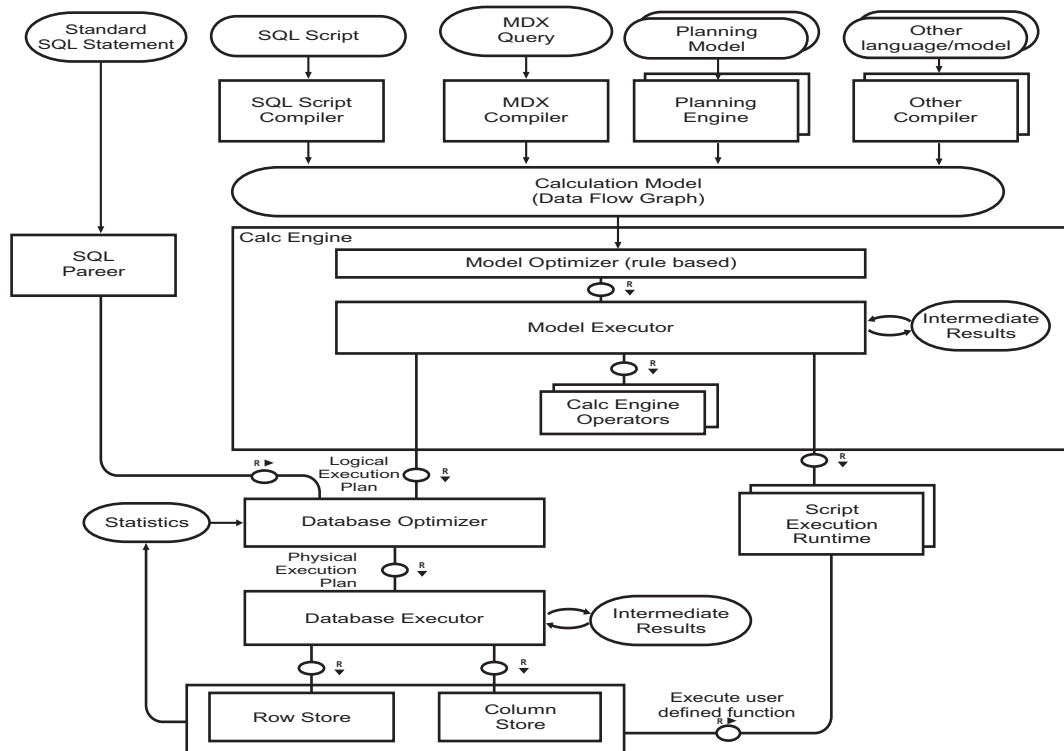 Standard
SQL Statement
SQL Script
MDX
Query
Planning
Model
Other
language/model
SQL Script
Compiler
MDX
Compiler
Planning
Engine
Other
Compiler
Calculation Model
(Data Flow Graph)
SQL
Pareer
Calc Engine
Model Optimizer (rule based)
R
Model Executor
Intermediate
Results
R
Calc Engine
Operators
R
Logical
Execution
Plan
R
R
Statistics
Database Optimizer
Script
Execution
Runtime
Physical
Execution
Plan
R
Database Executor
Intermediate
Results
R
R
Row Store
Column
Store
Execute user
defined function
R